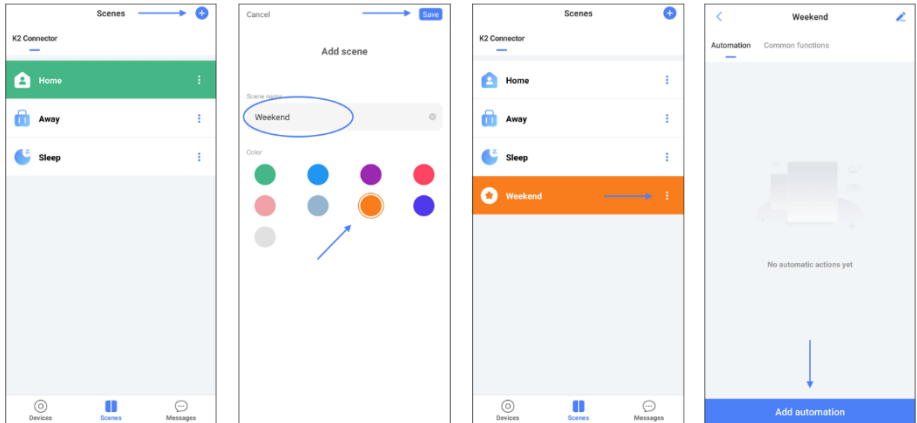 Scenes
K2 Connector
Home
Away
Sleep
Devices
Scenes
Messages
Cancel
Save
Add scene
Scene name
Weekend
Color
Scenes
K2 Connector
Home
Away
Sleep
Weekend
Devices
Scenes
Messages
Weekend
Automation Common functions
No automatic actions yet
Add automation